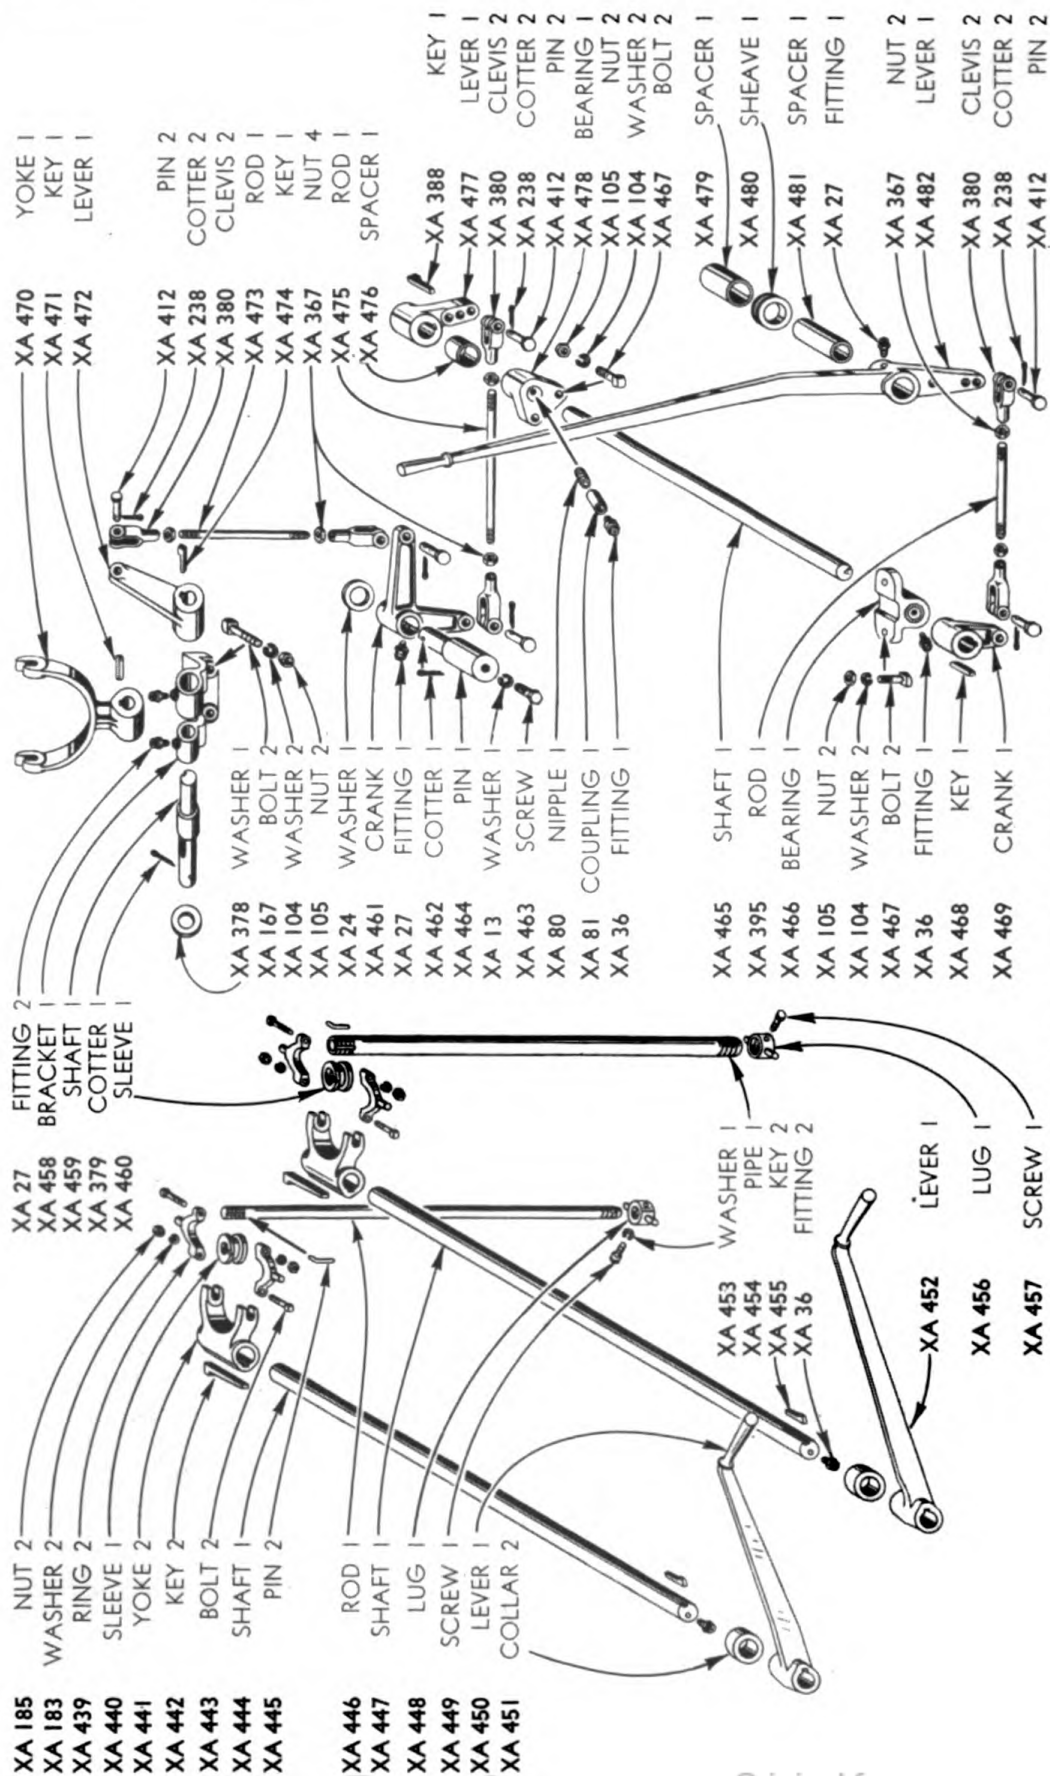 XA 185 NUT 2
XA 183 WASHER 2
XA 439 RING 2
XA 440 SLEEVE 1
XA 441 YOKE 2
XA 442 KEY 2
XA 443 BOLT 2
XA 444 SHAFT 1
XA 445 PIN 2
XA 446 ROD 1
XA 447 SHAFT 1
XA 448 LUG 1
XA 449 SCREW 1
XA 450 LEVER 1
XA 451 COLLAR 2
XA 27 FITTING 2
XA 458 BRACKET 1
XA 459 SHAFT 1
XA 379 COTTER 1
XA 460 SLEEVE 1
XA 453 WASHER 1
XA 454 PIPE 1
XA 455 KEY 2
XA 36 FITTING 2
XA 452 LEVER 1
XA 456 LUG 1
XA 457 SCREW 1
XA 378 WASHER 1
XA 167 BOLT 2
XA 104 WASHER 2
XA 105 NUT 2
XA 24 WASHER 1
XA 461 CRANK 1
XA 27 FITTING 1
XA 462 COTTER 1
XA 464 PIN 1
XA 13 WASHER 1
XA 463 SCREW 1
XA 80 NIPPLE 1
XA 81 COUPLING 1
XA 36 FITTING 1
XA 465 SHAFT 1
XA 395 ROD 1
XA 466 BEARING 1
XA 105 NUT 2
XA 104 WASHER 2
XA 467 BOLT 2
XA 36 FITTING 1
XA 468 KEY 1
XA 469 CRANK 1
XA 470 YOKE 1
XA 471 KEY 1
XA 472 LEVER 1
XA 412 PIN 2
XA 238 COTTER 2
XA 380 CLEVIS 2
XA 473 ROD 1
XA 474 KEY 1
XA 367 NUT 4
XA 475 ROD 1
XA 476 SPACER 1
XA 388 KEY 1
XA 477 LEVER 1
XA 380 CLEVIS 2
XA 238 COTTER 2
XA 412 PIN 2
XA 478 BEARING 1
XA 105 NUT 2
XA 104 WASHER 2
XA 467 BOLT 2
XA 479 SPACER 1
XA 480 SHEAVE 1
XA 481 SPACER 1
XA 27 FITTING 1
XA 367 NUT 2
XA 482 LEVER 1
XA 380 CLEVIS 2
XA 238 COTTER 2
XA 412 PIN 2